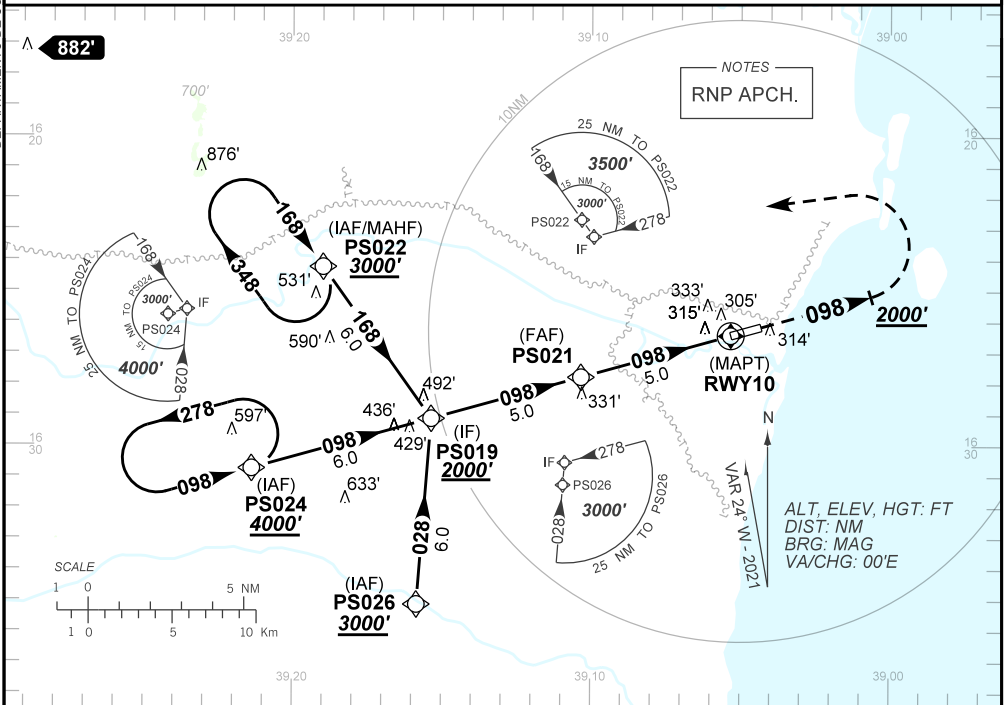 39,20
39,10
39,00
882'
NOTES
RNP APCH.
700'
10NM
16
20
16
20
876'
25 NM TO PS022
3500'
168
15 NM TO PS022
3000'
PS022
IF
278
168
348
(IAF/MAHF)
PS022
3000'
531'
590'
168
6.0
25 NM TO PS024
168
15 NM TO PS024
3000'
IF
PS024
4000'
028
333'
305'
315'
314'
098
2000'
(MAPT)
RWY10
(FAF)
PS021
098
5.0
331'
492'
098
5.0
436'
429'
(IF)
PS019
2000'
278
597'
098
(IAF)
PS024
4000'
098
6.0
633'
028
6.0
(IAF)
PS026
3000'
IF
278
PS026
3000'
028
25 NM TO PS026
16
30
16
30
N
VAR 24° W - 2021
ALT, ELEV, HGT: FT
DIST: NM
BRG: MAG
VA/CHG: 00'E
SCALE
1 0 5 NM
1 0 5 10 Km
39,20
39,10
39,00